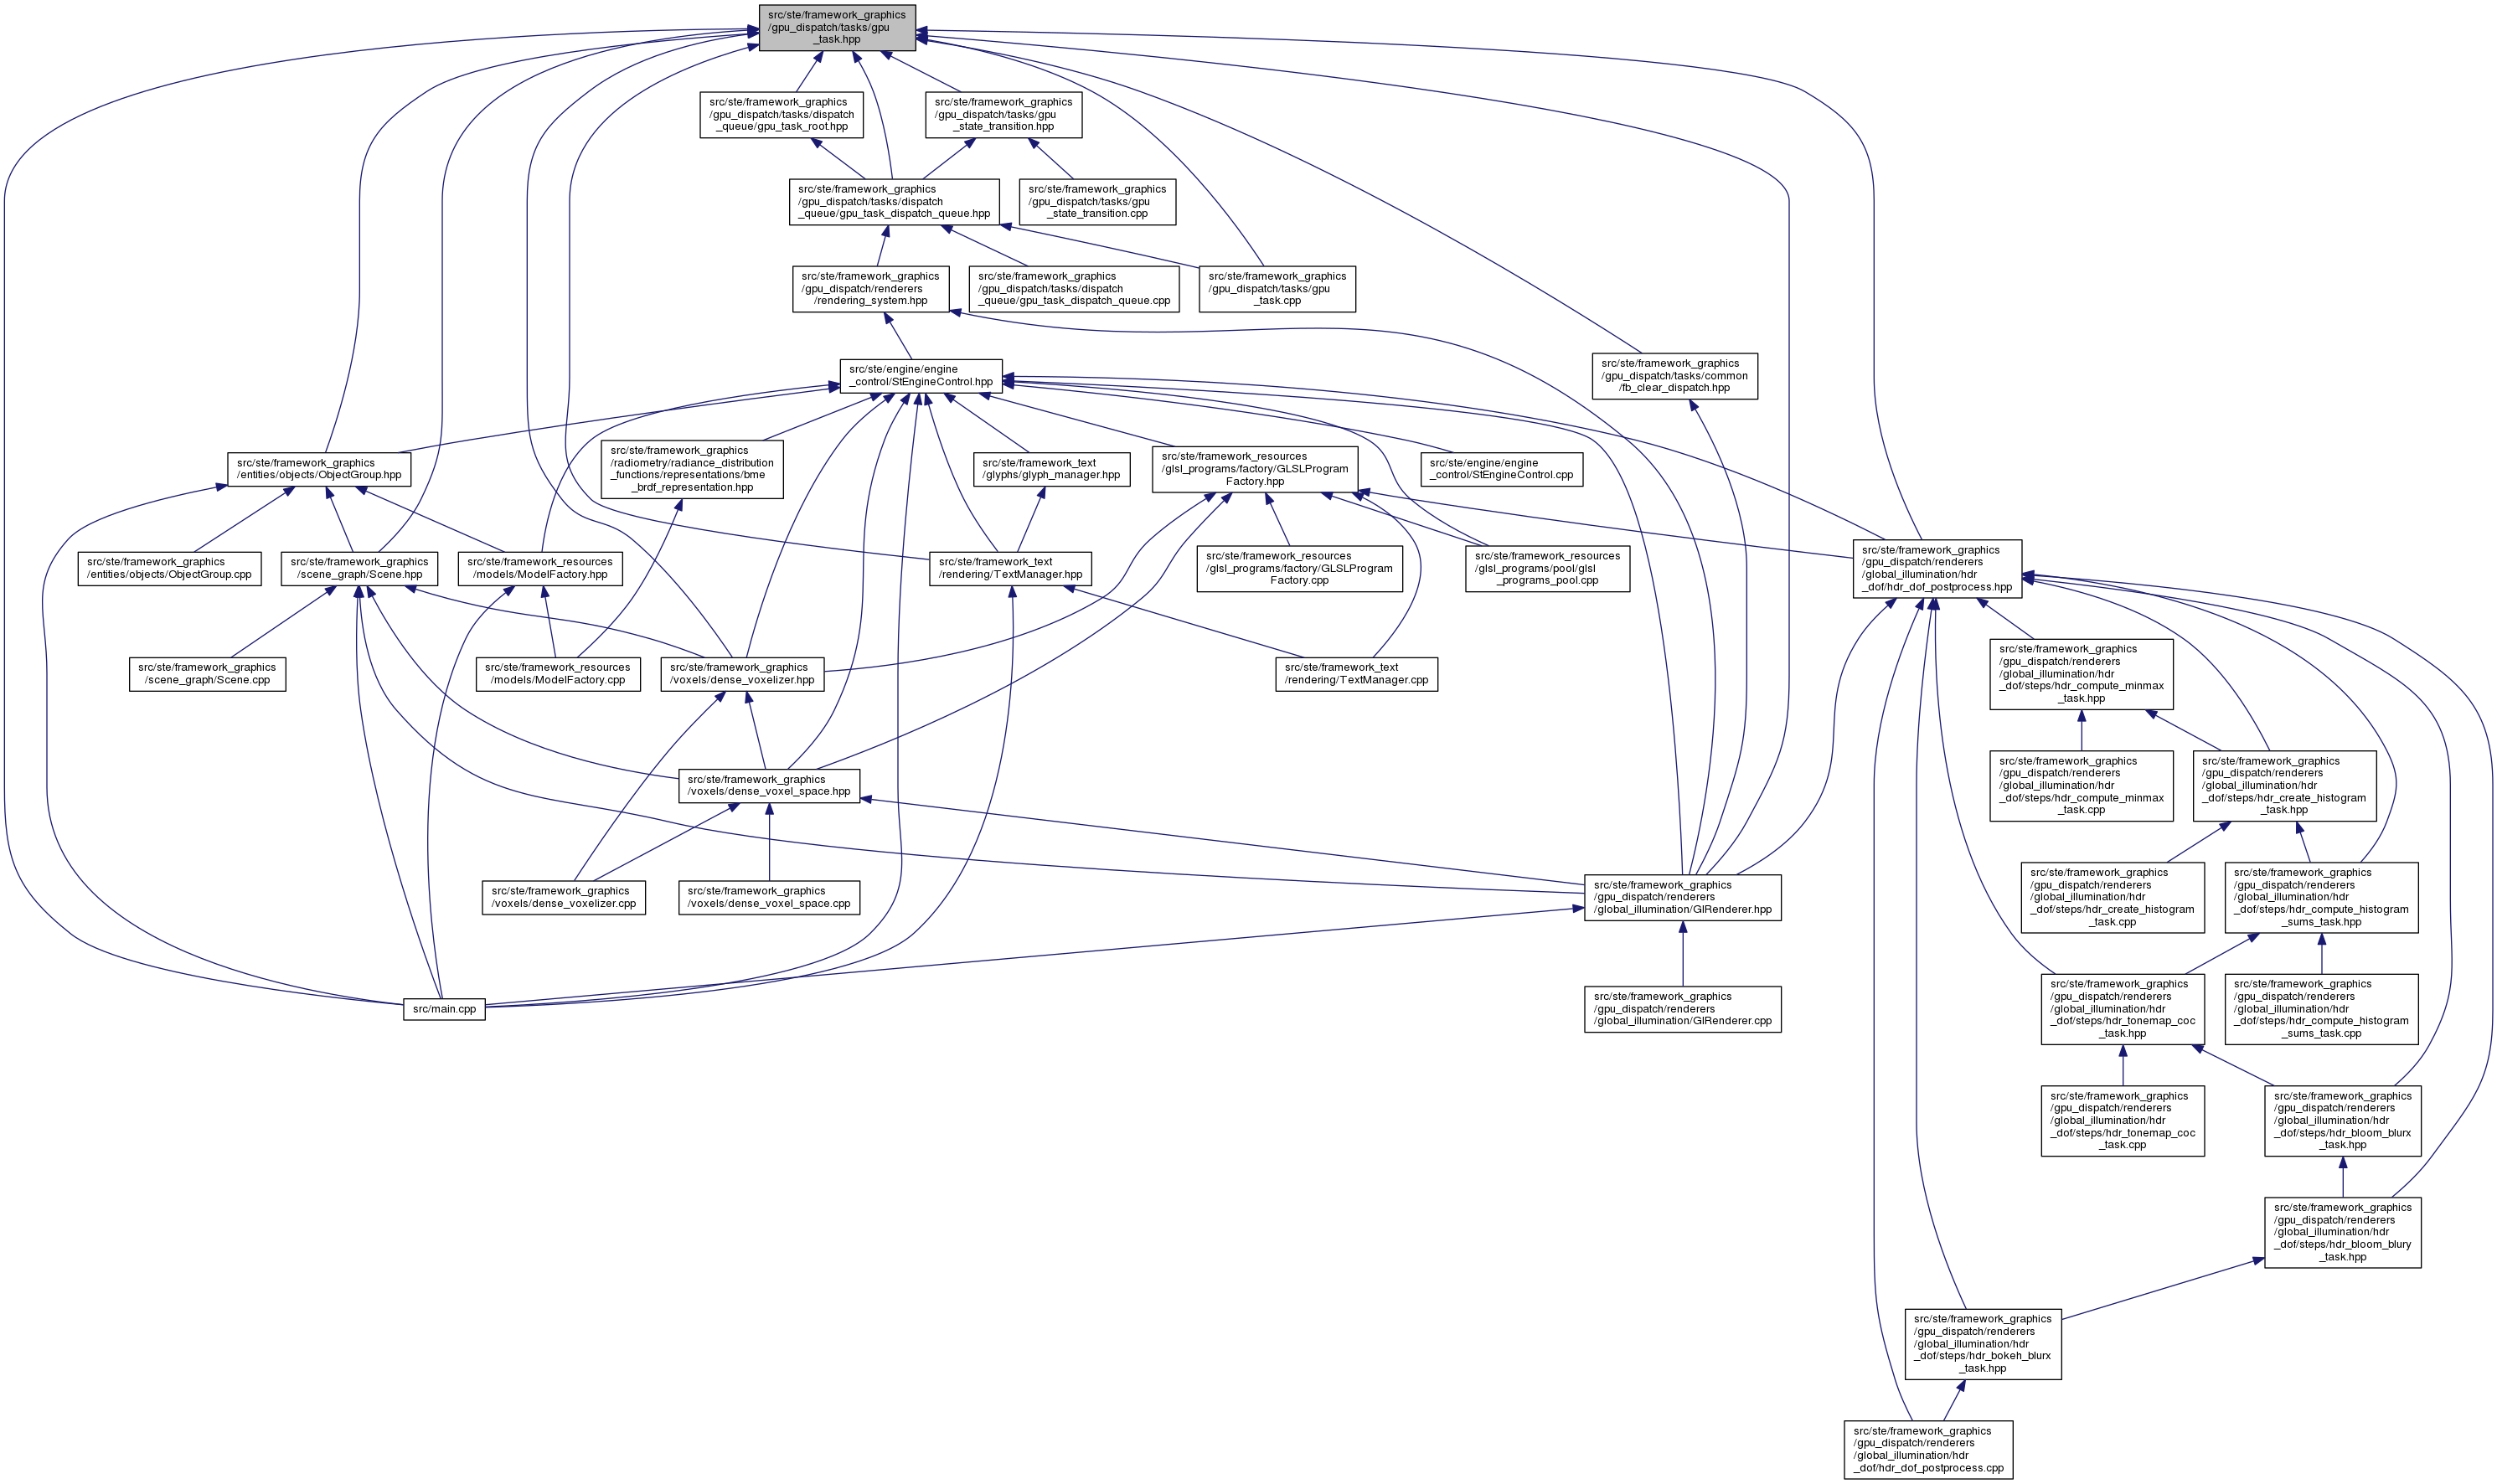 src/ste/framework_graphics
/gpu_dispatch/tasks/gpu
_task.hpp
src/ste/framework_graphics
/gpu_dispatch/tasks/dispatch
_queue/gpu_task_root.hpp
src/ste/framework_graphics
/gpu_dispatch/tasks/gpu
_state_transition.hpp
src/ste/framework_graphics
/gpu_dispatch/tasks/dispatch
_queue/gpu_task_dispatch_queue.hpp
src/ste/framework_graphics
/gpu_dispatch/tasks/gpu
_state_transition.cpp
src/ste/framework_graphics
/gpu_dispatch/renderers
/rendering_system.hpp
src/ste/framework_graphics
/gpu_dispatch/tasks/dispatch
_queue/gpu_task_dispatch_queue.cpp
src/ste/framework_graphics
/gpu_dispatch/tasks/gpu
_task.cpp
src/ste/engine/engine
_control/StEngineControl.hpp
src/ste/framework_graphics
/gpu_dispatch/tasks/common
/fb_clear_dispatch.hpp
src/ste/framework_graphics
/entities/objects/ObjectGroup.hpp
src/ste/framework_graphics
/radiometry/radiance_distribution
_functions/representations/bme
_brdf_representation.hpp
src/ste/framework_text
/glyphs/glyph_manager.hpp
src/ste/framework_resources
/glsl_programs/factory/GLSLProgram
Factory.hpp
src/ste/engine/engine
_control/StEngineControl.cpp
src/ste/framework_graphics
/entities/objects/ObjectGroup.cpp
src/ste/framework_graphics
/scene_graph/Scene.hpp
src/ste/framework_resources
/models/ModelFactory.hpp
src/ste/framework_text
/rendering/TextManager.hpp
src/ste/framework_resources
/glsl_programs/factory/GLSLProgram
Factory.cpp
src/ste/framework_resources
/glsl_programs/pool/glsl
_programs_pool.cpp
src/ste/framework_graphics
/gpu_dispatch/renderers
/global_illumination/hdr
_dof/hdr_dof_postprocess.hpp
src/ste/framework_graphics
/scene_graph/Scene.cpp
src/ste/framework_resources
/models/ModelFactory.cpp
src/ste/framework_graphics
/voxels/dense_voxelizer.hpp
src/ste/framework_text
/rendering/TextManager.cpp
src/ste/framework_graphics
/gpu_dispatch/renderers
/global_illumination/hdr
_dof/steps/hdr_compute_minmax
_task.hpp
src/ste/framework_graphics
/voxels/dense_voxel_space.hpp
src/ste/framework_graphics
/gpu_dispatch/renderers
/global_illumination/hdr
_dof/steps/hdr_compute_minmax
_task.cpp
src/ste/framework_graphics
/gpu_dispatch/renderers
/global_illumination/hdr
_dof/steps/hdr_create_histogram
_task.hpp
src/ste/framework_graphics
/voxels/dense_voxelizer.cpp
src/ste/framework_graphics
/voxels/dense_voxel_space.cpp
src/ste/framework_graphics
/gpu_dispatch/renderers
/global_illumination/GIRenderer.hpp
src/ste/framework_graphics
/gpu_dispatch/renderers
/global_illumination/hdr
_dof/steps/hdr_create_histogram
_task.cpp
src/ste/framework_graphics
/gpu_dispatch/renderers
/global_illumination/hdr
_dof/steps/hdr_compute_histogram
_sums_task.hpp
src/main.cpp
src/ste/framework_graphics
/gpu_dispatch/renderers
/global_illumination/GIRenderer.cpp
src/ste/framework_graphics
/gpu_dispatch/renderers
/global_illumination/hdr
_dof/steps/hdr_tonemap_coc
_task.hpp
src/ste/framework_graphics
/gpu_dispatch/renderers
/global_illumination/hdr
_dof/steps/hdr_compute_histogram
_sums_task.cpp
src/ste/framework_graphics
/gpu_dispatch/renderers
/global_illumination/hdr
_dof/steps/hdr_tonemap_coc
_task.cpp
src/ste/framework_graphics
/gpu_dispatch/renderers
/global_illumination/hdr
_dof/steps/hdr_bloom_blurx
_task.hpp
src/ste/framework_graphics
/gpu_dispatch/renderers
/global_illumination/hdr
_dof/steps/hdr_bloom_blury
_task.hpp
src/ste/framework_graphics
/gpu_dispatch/renderers
/global_illumination/hdr
_dof/steps/hdr_bokeh_blurx
_task.hpp
src/ste/framework_graphics
/gpu_dispatch/renderers
/global_illumination/hdr
_dof/hdr_dof_postprocess.cpp